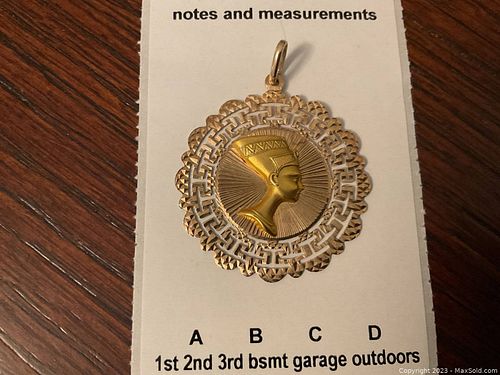 notes and measurements
A B C D
1st 2nd 3rd bsmt garage outdoors
Copyright 2023 - MaxSold.com